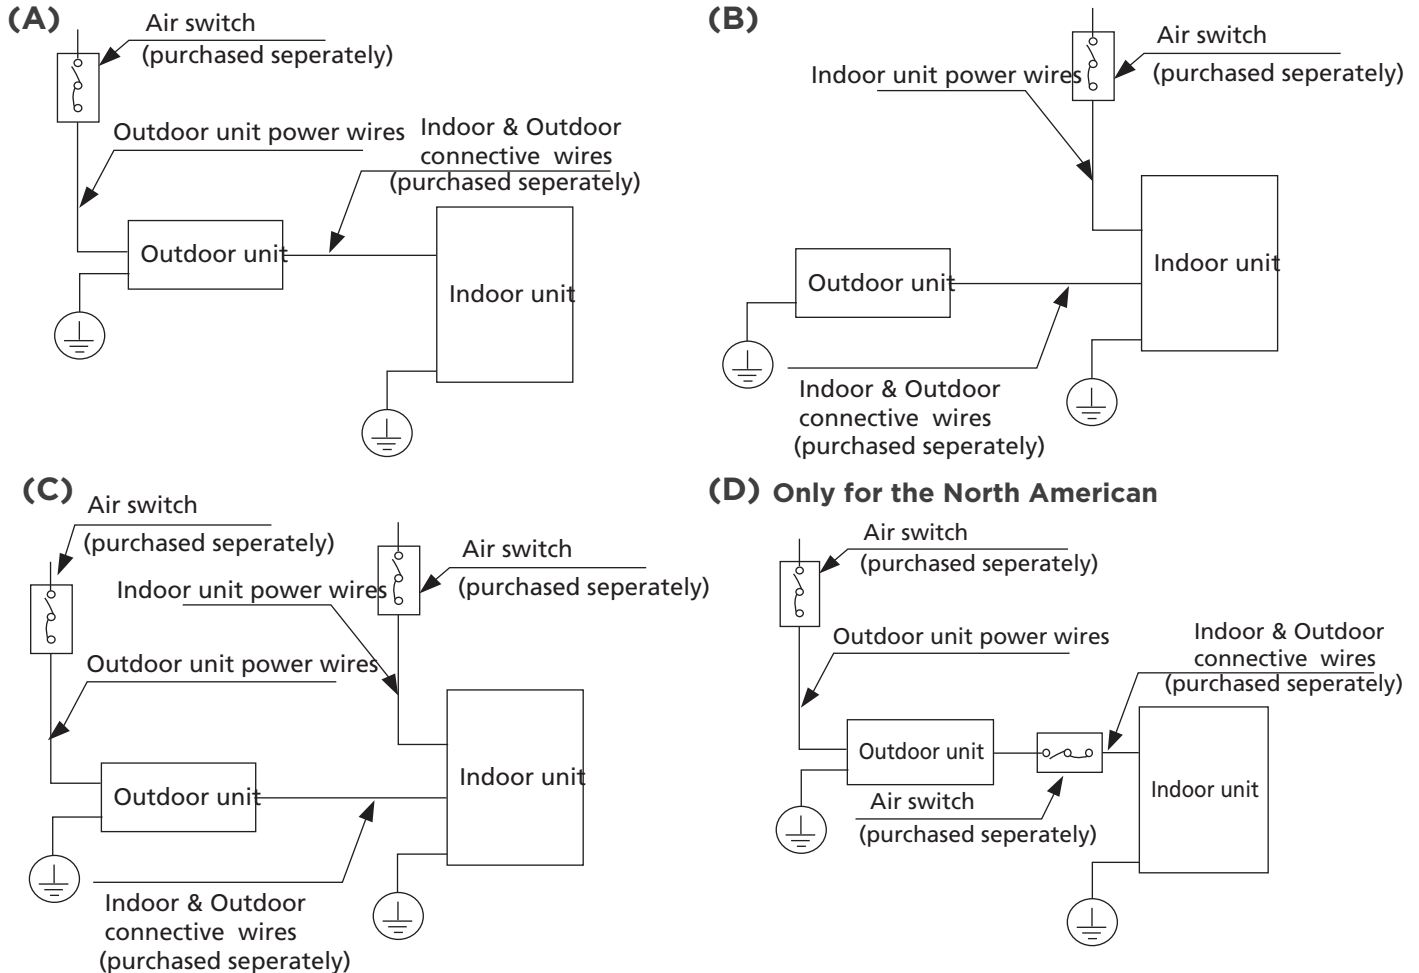 (A)
Air switch
(purchased seperately)
Outdoor unit power wires
Indoor & Outdoor
connective wires
(purchased seperately)
Outdoor unit
Indoor unit
(B)
Air switch
(purchased seperately)
Indoor unit power wires
Outdoor unit
Indoor unit
Indoor & Outdoor
connective wires
(purchased seperately)
(C)
Air switch
(purchased seperately)
Air switch
(purchased seperately)
Indoor unit power wires
Outdoor unit power wires
Outdoor unit
Indoor unit
Indoor & Outdoor
connective wires
(purchased seperately)
(D) Only for the North American
Air switch
(purchased seperately)
Outdoor unit power wires
Indoor & Outdoor
connective wires
(purchased seperately)
Outdoor unit
Indoor unit
Air switch
(purchased seperately)